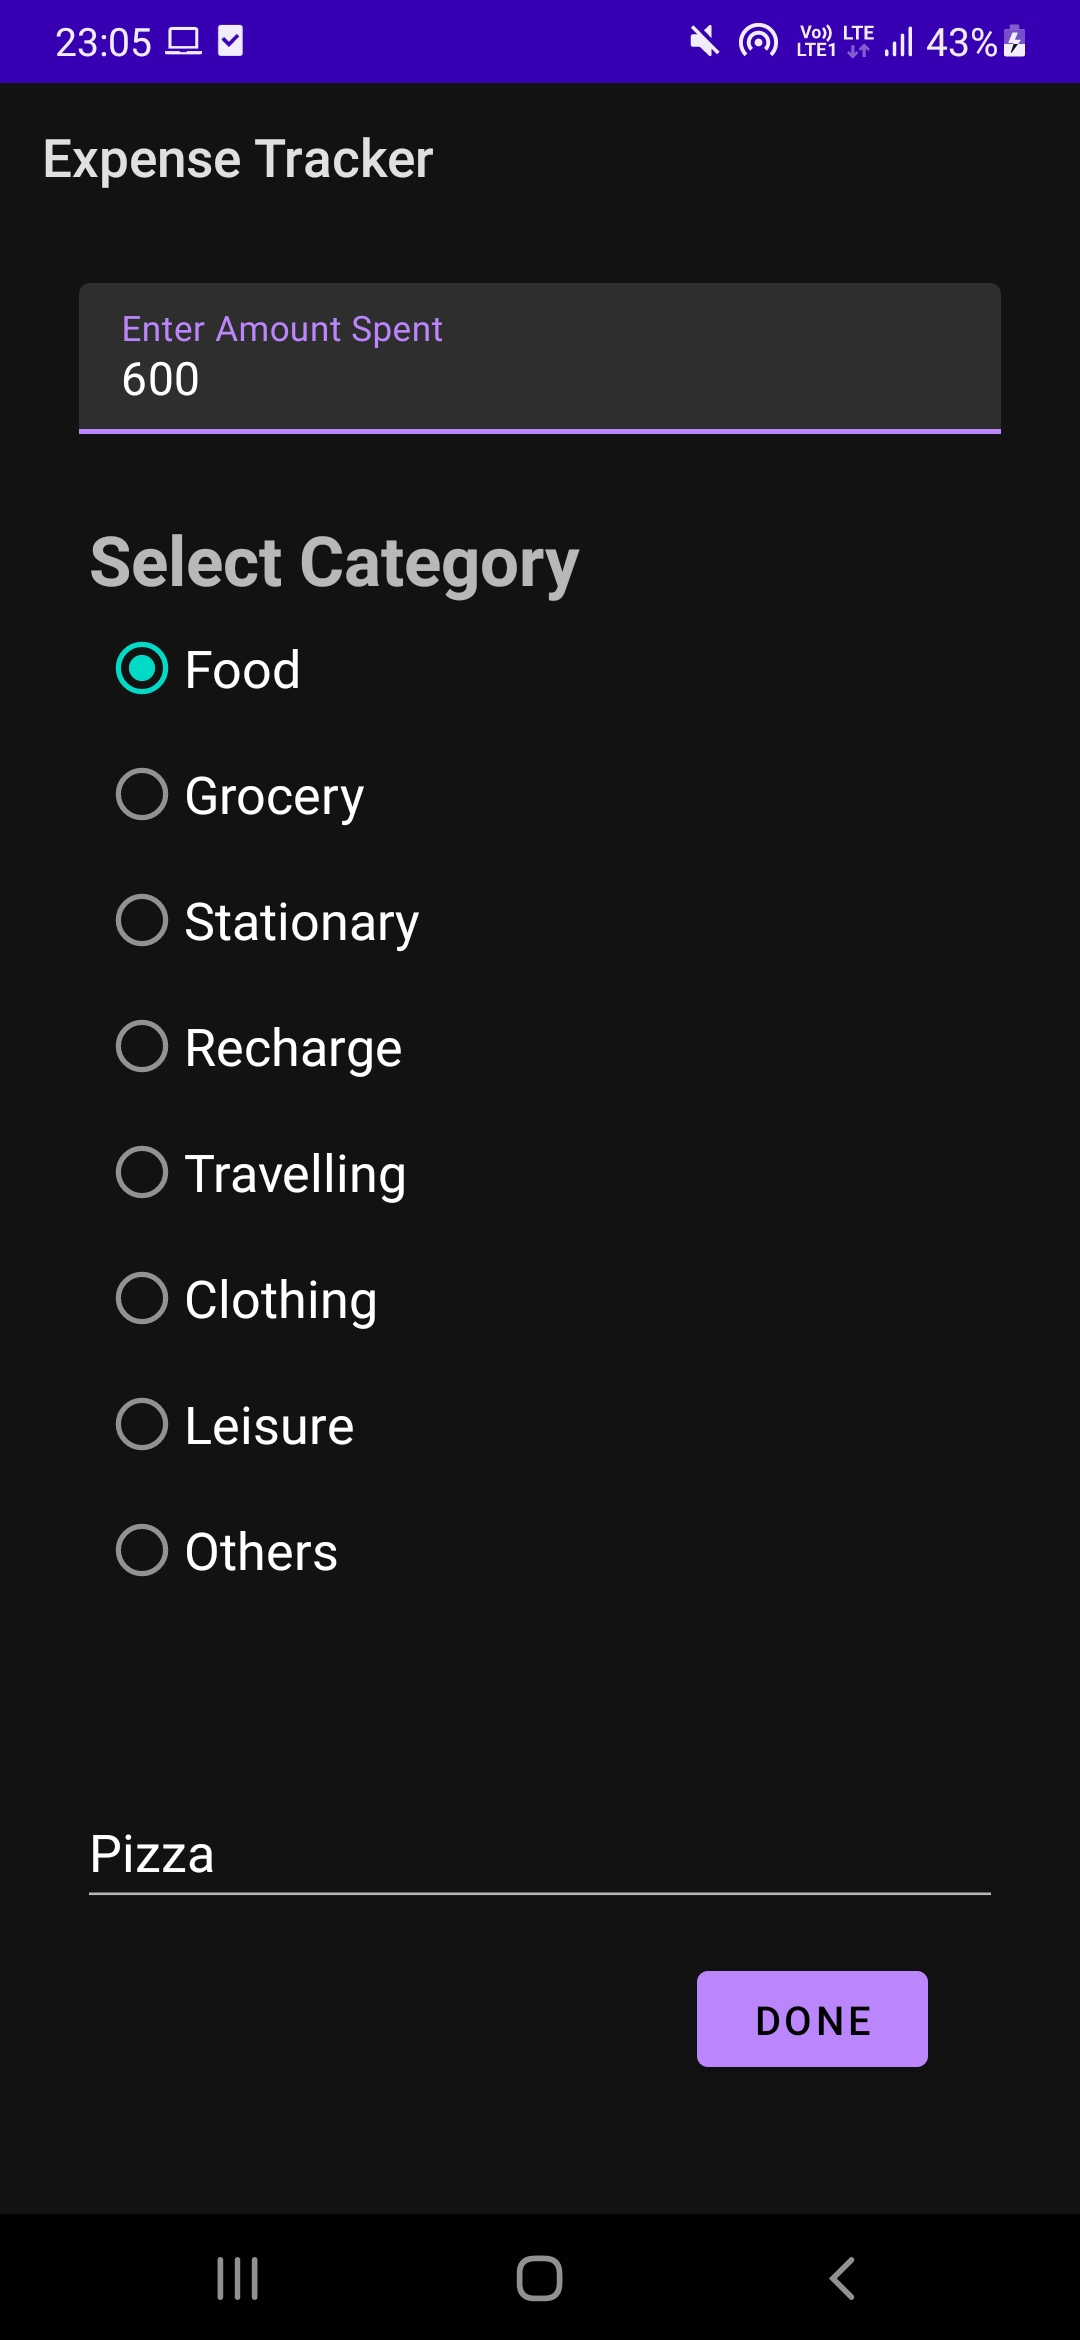 23:05 Vo)) LTE 43%
LTE1
Expense Tracker
Enter Amount Spent
600
Select Category
Food
Grocery
Stationary
Recharge
Travelling
Clothing
Leisure
Others
Pizza
DONE